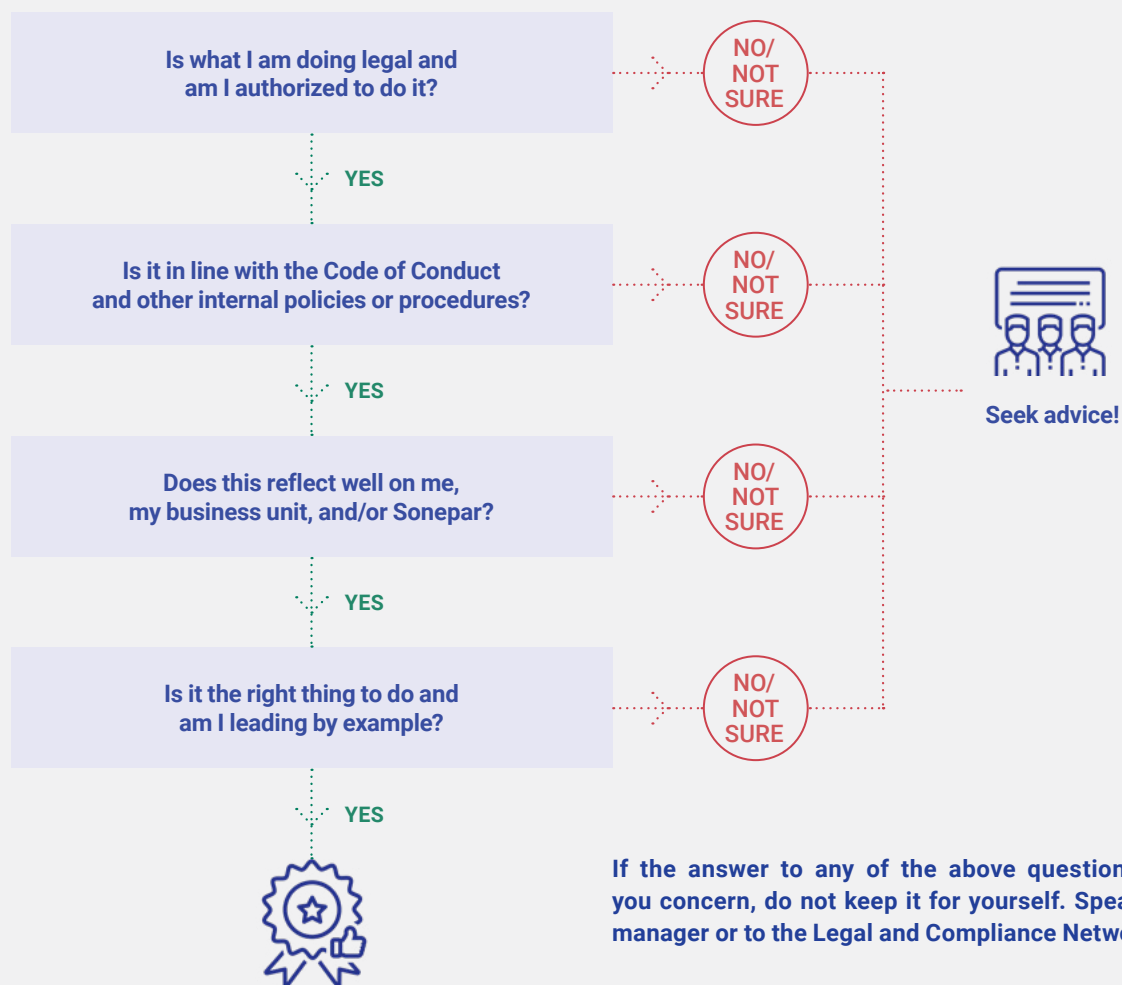 Is what I am doing legal and
am I authorized to do it?
NO/
NOT
SURE
YES
Is it in line with the Code of Conduct
and other internal policies or procedures?
NO/
NOT
SURE
YES
Seek advice!
Does this reflect well on me,
my business unit, and/or Sonepar?
NO/
NOT
SURE
YES
Is it the right thing to do and
am I leading by example?
NO/
NOT
SURE
YES
If the answer to any of the above
you concern, do not keep it for yourself.
manager or to the Legal and Compliance